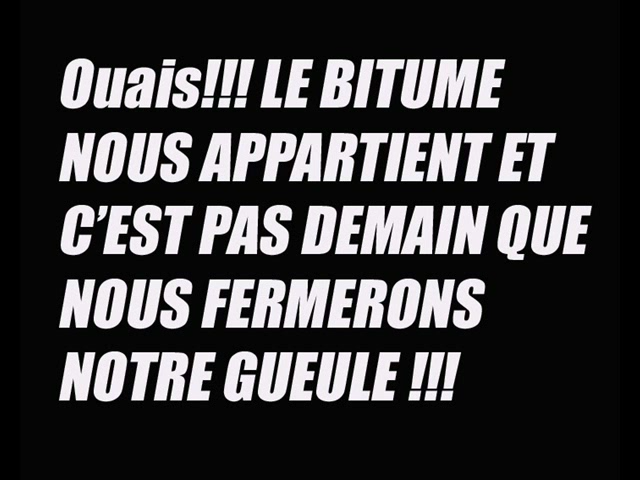 Ouais!!! LE BITUME
NOUS APPARTIENT ET
C'EST PAS DEMAIN QUE
NOUS FERMERONS
NOTRE GUEULE !!!